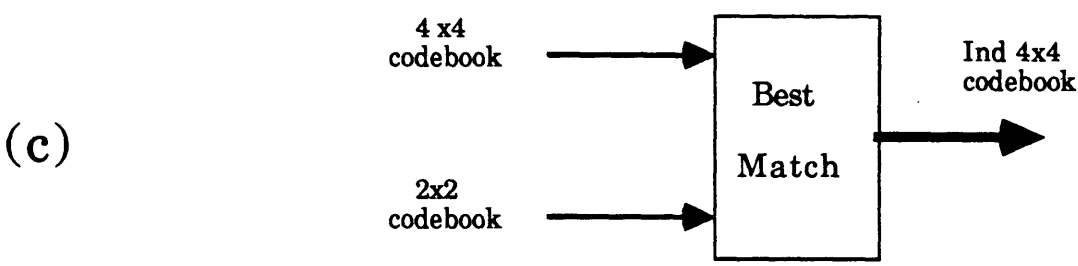 4 x4
codebook
Ind 4x4
codebook
Best
Match
(c)
2x2
codebook